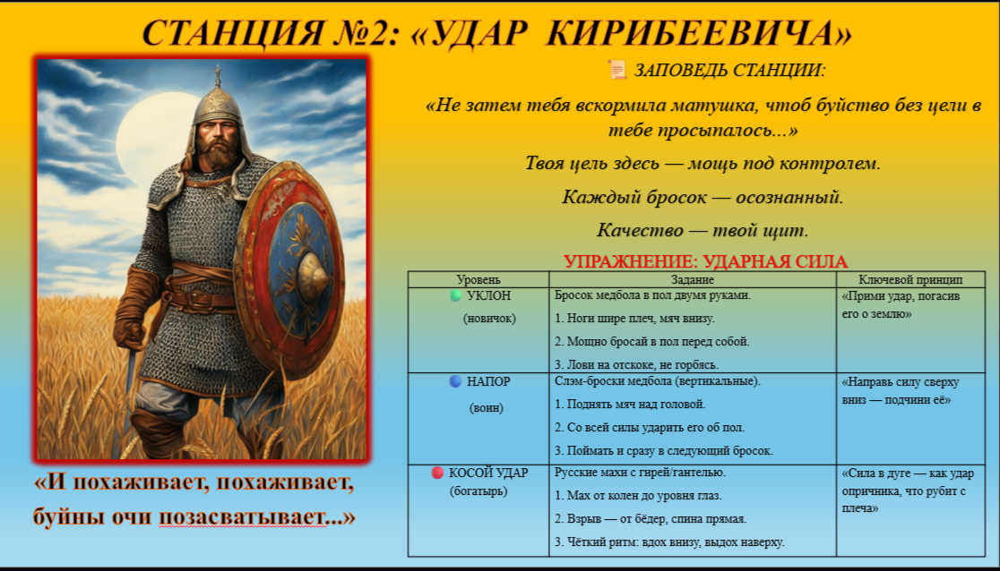 СТАНЦИЯ №2: «УДАР КИРИБЕЕВИЧА»
📜 ЗАПОВЕДЬ СТАНЦИИ:
«Не затем тебя вскормила матушка, чтоб буйство без цели в
тебе просыпалось...»
Твоя цель здесь — мощь под контролем.
Каждый бросок — осознанный.
Качество — твой щит.
УПРАЖНЕНИЕ: УДАРНАЯ СИЛА
Уровень Задание Ключевой принцип
УКЛОН
(новичок)
Бросок медбола в пол двумя руками.
1. Ноги шире плеч, мяч внизу.
2. Мощно бросай в пол перед собой.
3. Лови на отскоке, не горбясь.
«Прими удар, погасив
его о землю»
НАПОР
(воин)
Слэм-броски медбола (вертикальные).
1. Поднять мяч над головой.
2. Со всей силы ударить его об пол.
3. Поймать и сразу в следующий бросок.
«Направь силу сверху
вниз — подчини её»
КОСОЙ УДАР
(богатырь)
Русские махи с гирей/гантелью.
1. Мах от колен до уровня глаз.
2. Взрыв — от бёдер, спина прямая.
3. Чёткий ритм: вдох внизу, выдох наверху.
«Сила в дуге — как удар
опричника, что рубит с
плеча»
«И похаживает, похаживает,
буйны очи позасватывает...»